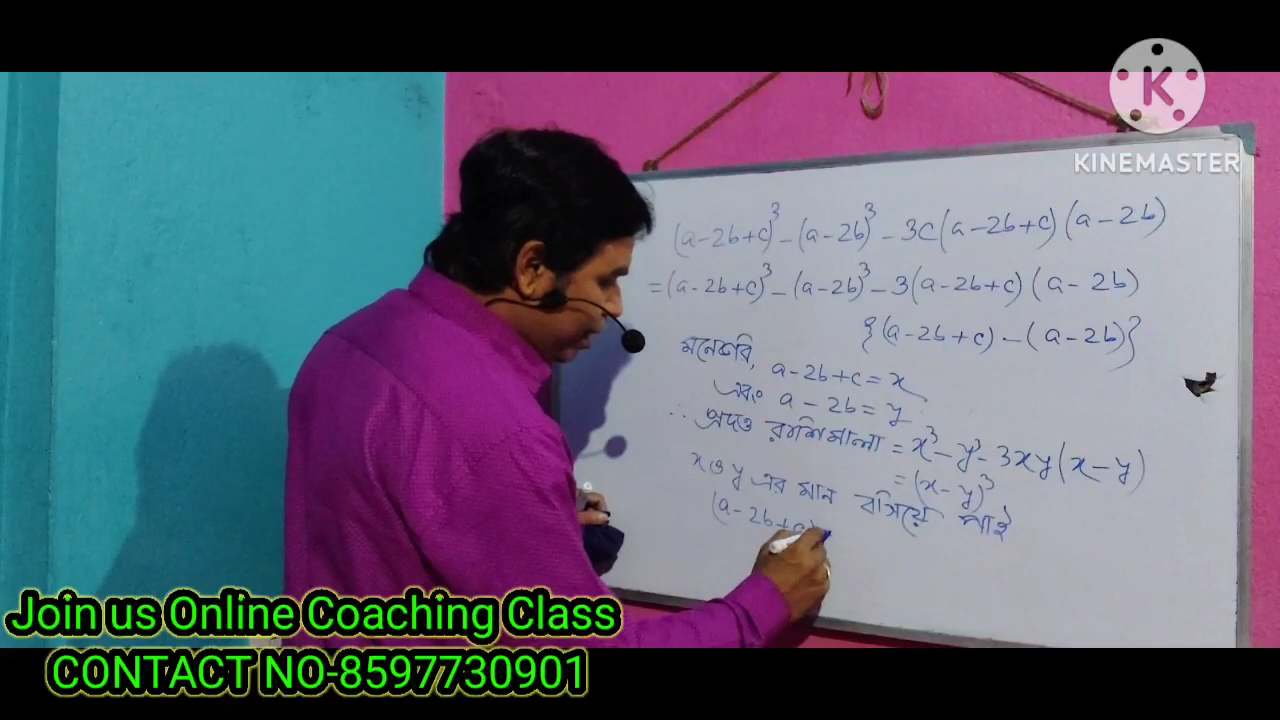 KINEMASTER
(a-2b+c)³-(a-2b)³-3c(a-2b+c)(a-2b)
=(a-2b+c)³-(a-2b)³-3(a-2b+c)(a-2b)
{(a-2b+c)-(a-2b)}
মনেকরি, a-2b+c=x
এবং a-2b=y
∴ প্রদত্ত রাশিমালা = x³-y³-3xy(x-y)
=(x-y)³
x ও y এর মান বসিয়ে পাই
(a-2b+c)
Join us Online Coaching Class
CONTACT NO-8597730901